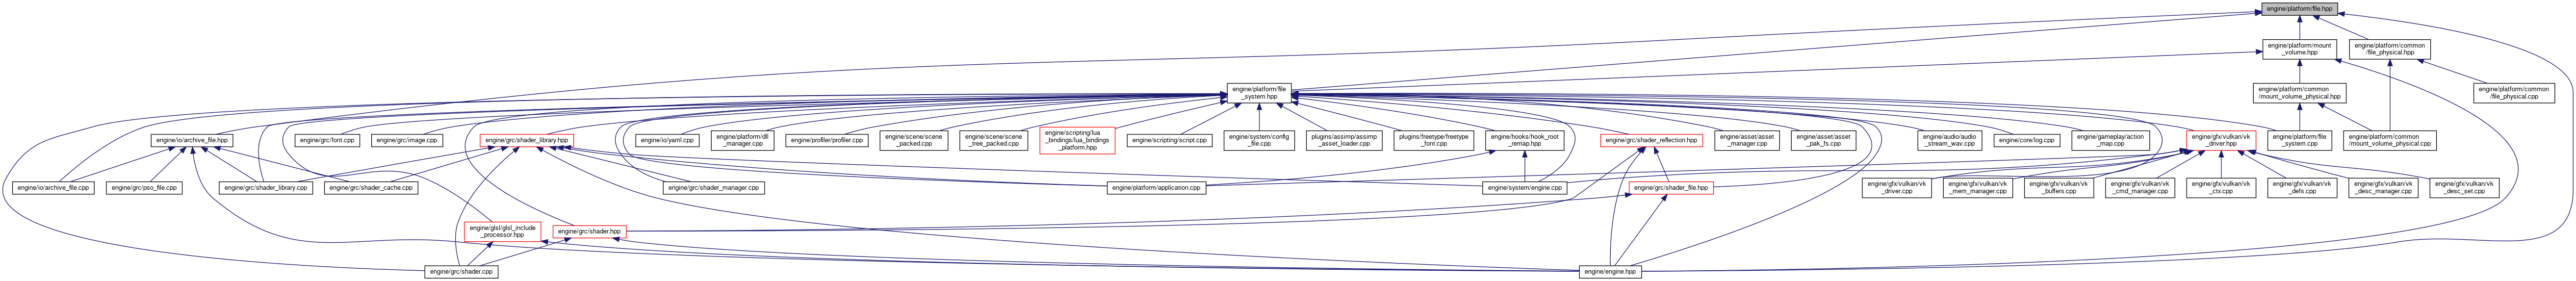 engine/platform/file.hpp
engine/platform/mount
_volume.hpp
engine/platform/common
/file_physical.hpp
engine/platform/file
_system.hpp
engine/platform/common
/mount_volume_physical.hpp
engine/platform/common
/file_physical.cpp
engine/io/archive_file.hpp
engine/grc/font.cpp
engine/grc/image.cpp
engine/grc/shader_library.hpp
engine/io/yaml.cpp
engine/platform/dll
_manager.cpp
engine/profiler/profiler.cpp
engine/scene/scene
_packed.cpp
engine/scene/scene
_tree_packed.cpp
engine/scripting/lua
_bindings/lua_bindings
_platform.hpp
engine/scripting/script.cpp
engine/system/config
_file.cpp
plugins/assimp/assimp
_asset_loader.cpp
plugins/freetype/freetype
_font.cpp
engine/hooks/hook_root
_remap.hpp
engine/grc/shader_reflection.hpp
engine/asset/asset
_manager.cpp
engine/asset/asset
_pak_fs.cpp
engine/audio/audio
_stream_wav.cpp
engine/core/log.cpp
engine/gameplay/action
_map.cpp
engine/gfx/vulkan/vk
_driver.hpp
engine/platform/file
_system.cpp
engine/platform/common
/mount_volume_physical.cpp
engine/io/archive_file.cpp
engine/grc/pso_file.cpp
engine/grc/shader_library.cpp
engine/grc/shader_cache.cpp
engine/grc/shader_manager.cpp
engine/platform/application.cpp
engine/system/engine.cpp
engine/grc/shader_file.hpp
engine/gfx/vulkan/vk
_driver.cpp
engine/gfx/vulkan/vk
_mem_manager.cpp
engine/gfx/vulkan/vk
_buffers.cpp
engine/gfx/vulkan/vk
_cmd_manager.cpp
engine/gfx/vulkan/vk
_ctx.cpp
engine/gfx/vulkan/vk
_defs.cpp
engine/gfx/vulkan/vk
_desc_manager.cpp
engine/gfx/vulkan/vk
_desc_set.cpp
engine/glsl/glsl_include
_processor.hpp
engine/grc/shader.hpp
engine/grc/shader.cpp
engine/engine.hpp